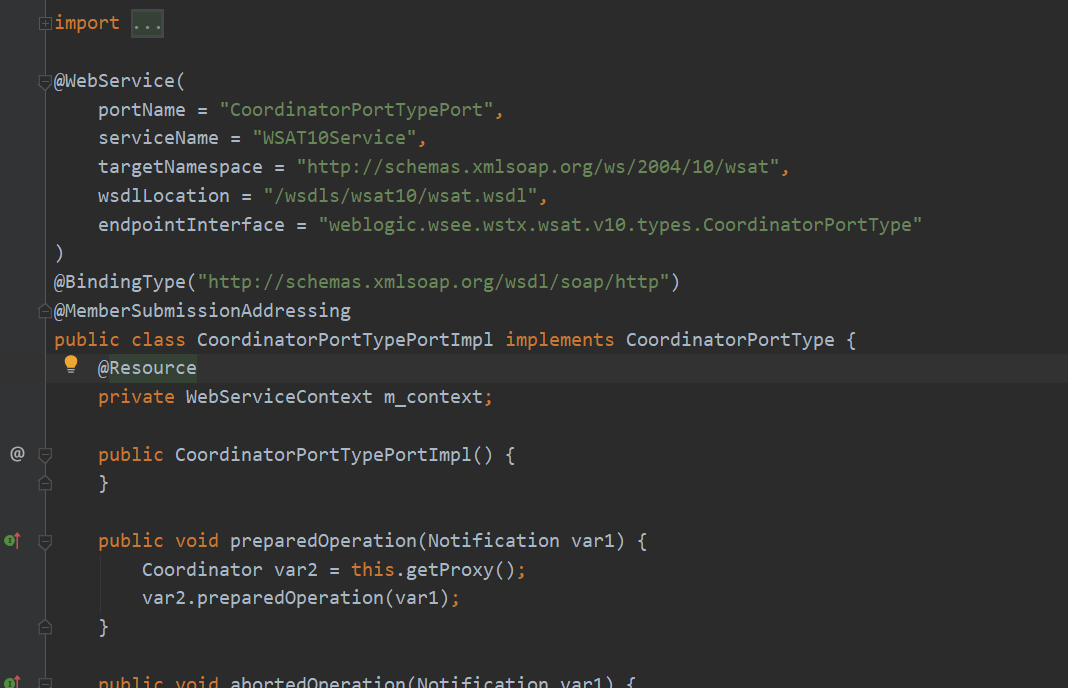 import ...
@WebService(
    portName = "CoordinatorPortTypePort",
    serviceName = "WSAT10Service",
    targetNamespace = "http://schemas.xmlsoap.org/ws/2004/10/wsat",
    wsdlLocation = "/wsdls/wsat10/wsat.wsdl",
    endpointInterface = "weblogic.wsee.wstx.wsat.v10.types.CoordinatorPortType"
)
@BindingType("http://schemas.xmlsoap.org/wsdl/soap/http")
@MemberSubmissionAddressing
public class CoordinatorPortTypePortImpl implements CoordinatorPortType {
    @Resource
    private WebServiceContext m_context;
    public CoordinatorPortTypePortImpl() {
    }
    public void preparedOperation(Notification var1) {
        Coordinator var2 = this.getProxy();
        var2.preparedOperation(var1);
    }
    public void abortedOperation(Notification var1) {